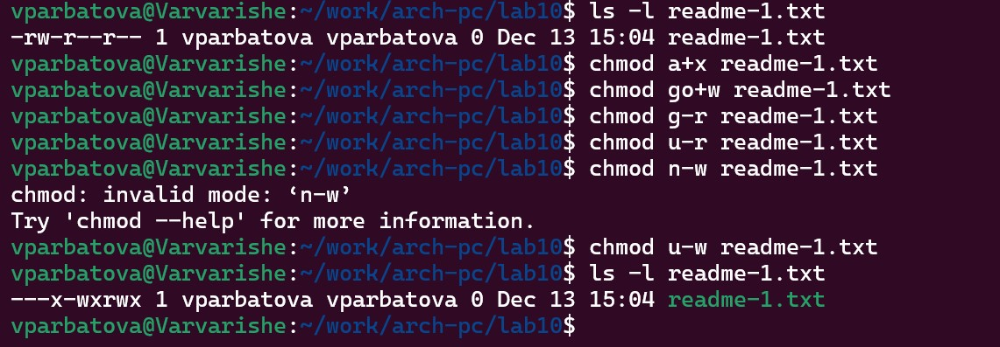 vparbatova@Varvarishe:~/work/arch-pc/lab10$ ls -l readme-1.txt
-rw-r--r-- 1 vparbatova vparbatova 0 Dec 13 15:04 readme-1.txt
vparbatova@Varvarishe:~/work/arch-pc/lab10$ chmod a+x readme-1.txt
vparbatova@Varvarishe:~/work/arch-pc/lab10$ chmod go+w readme-1.txt
vparbatova@Varvarishe:~/work/arch-pc/lab10$ chmod g-r readme-1.txt
vparbatova@Varvarishe:~/work/arch-pc/lab10$ chmod u-r readme-1.txt
vparbatova@Varvarishe:~/work/arch-pc/lab10$ chmod n-w readme-1.txt
chmod: invalid mode: ‘n-w’
Try 'chmod --help' for more information.
vparbatova@Varvarishe:~/work/arch-pc/lab10$ chmod u-w readme-1.txt
vparbatova@Varvarishe:~/work/arch-pc/lab10$ ls -l readme-1.txt
---x-wxrwx 1 vparbatova vparbatova 0 Dec 13 15:04 readme-1.txt
vparbatova@Varvarishe:~/work/arch-pc/lab10$